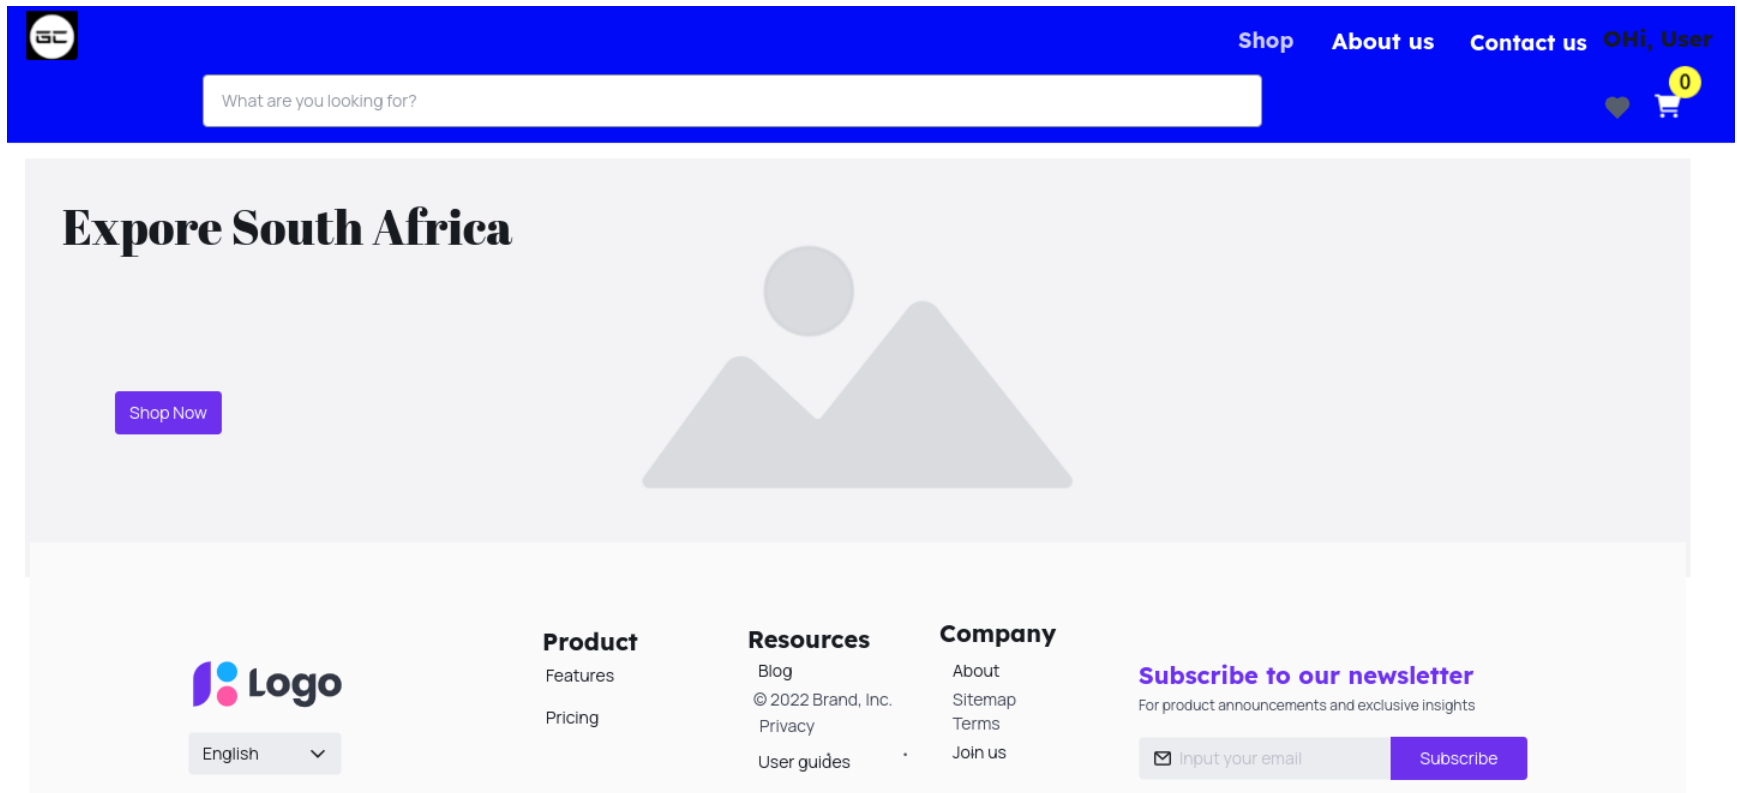 GC
Shop About us Contact us OHi, User
What are you looking for?
0
Expore South Africa
Shop Now
Logo
English
Product
Features
Pricing
Resources
Blog
© 2022 Brand, Inc.
Privacy
User guides
Company
About
Sitemap
Terms
Join us
Subscribe to our newsletter
For product announcements and exclusive insights
Input your email
Subscribe